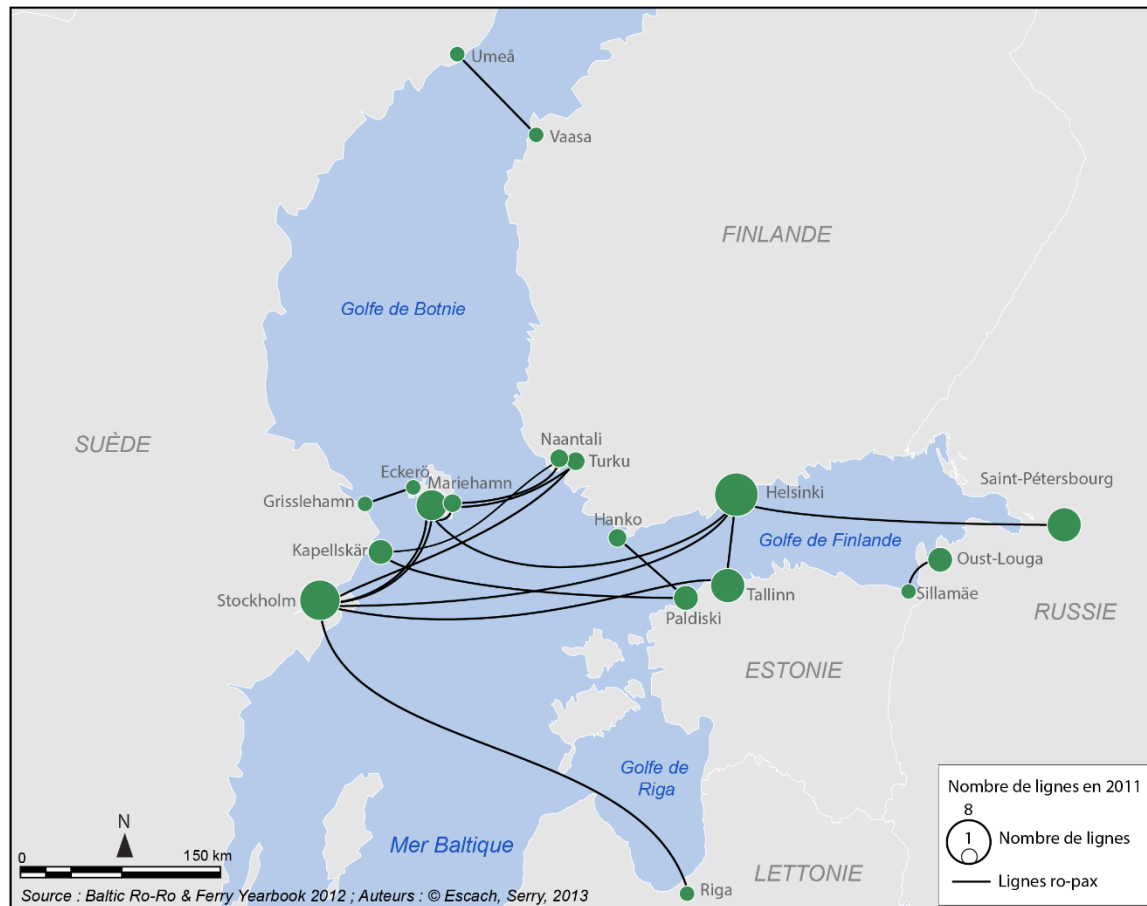 Umeå
Vaasa
FINLANDE
Golfe de Botnie
SUÈDE
Naantali
Turku
Eckerö
Mariehamn
Grisslehamn
Saint-Pétersbourg
Helsinki
Hanko
Golfe de Finlande
Kapellskär
Oust-Louga
Stockholm
Tallinn
Sillamäe
Paldiski
RUSSIE
ESTONIE
Golfe de
Riga
Mer Baltique
LETTONIE
Riga
N
0 150 km
Source : Baltic Ro-Ro & Ferry Yearbook 2012 ; Auteurs : © Escach, Serry, 2013
Nombre de lignes en 2011
8
1
Nombre de lignes
Lignes ro-pax